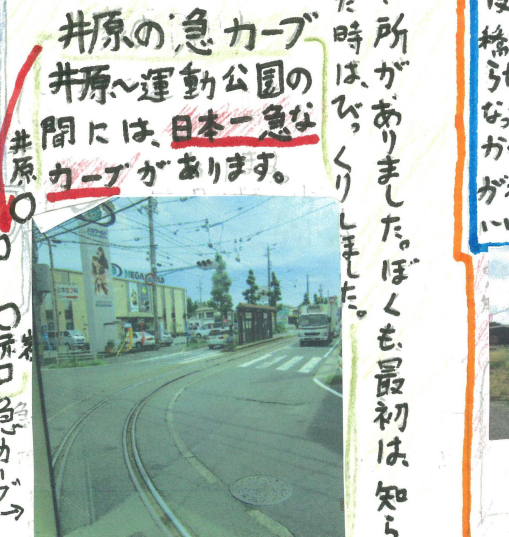 井原の急カーブ
井原〜運動公園の
間には、日本一急な
カーブがあります。
所がありました。ぼくも、最初は、知ら
た時は、びっくりしました。
井原
急カーブ→